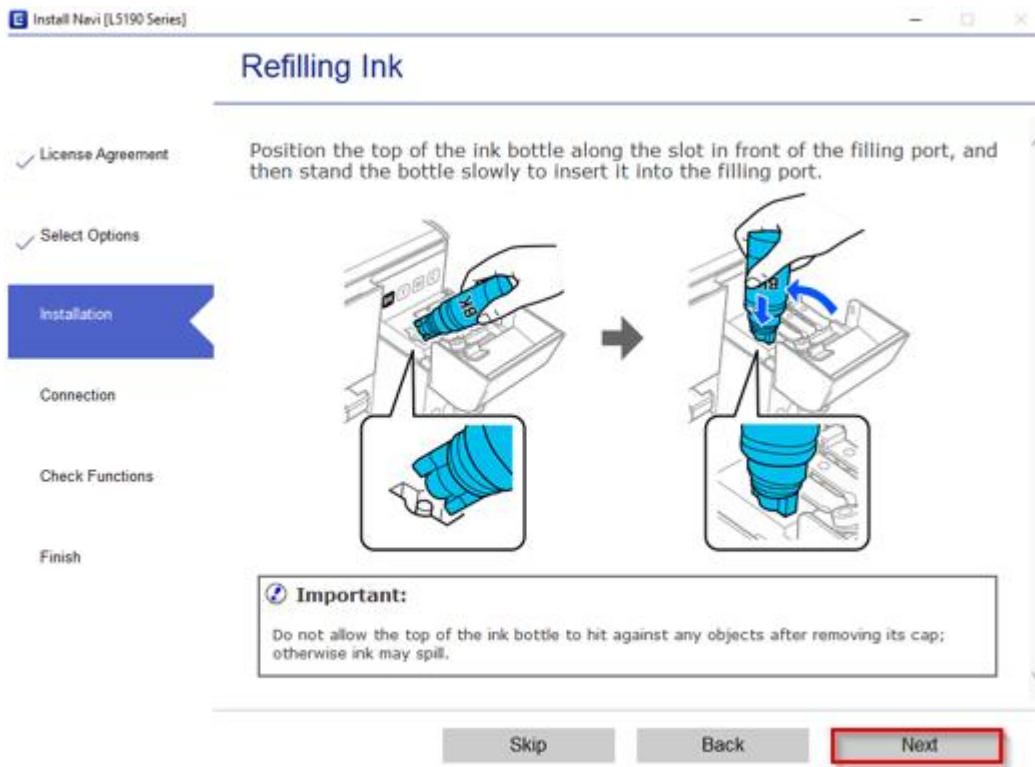 Install Navi [L5190 Series]
Refilling Ink
License Agreement
Select Options
Installation
Connection
Check Functions
Finish
Position the top of the ink bottle along the slot in front of the filling port, and
then stand the bottle slowly to insert it into the filling port.
BK
BK
Important:
Do not allow the top of the ink bottle to hit against any objects after removing its cap;
otherwise ink may spill.
Skip
Back
Next